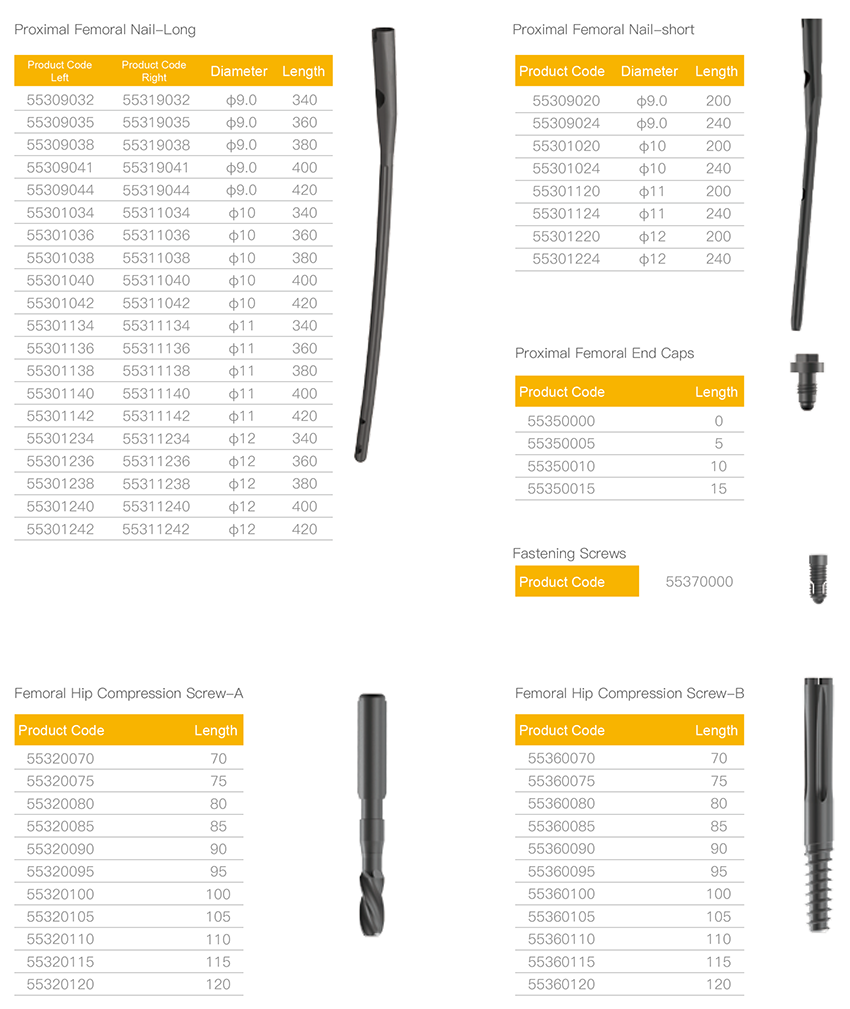 Proximal Femoral Nail-Long
Product Code Left Product Code Right Diameter Length
55309032 55319032 φ9.0 340
55309035 55319035 φ9.0 360
55309038 55319038 φ9.0 380
55309041 55319041 φ9.0 400
55309044 55319044 φ9.0 420
55301034 55311034 φ10 340
55301036 55311036 φ10 360
55301038 55311038 φ10 380
55301040 55311040 φ10 400
55301042 55311042 φ10 420
55301134 55311134 φ11 340
55301136 55311136 φ11 360
55301138 55311138 φ11 380
55301140 55311140 φ11 400
55301142 55311142 φ11 420
55301234 55311234 φ12 340
55301236 55311236 φ12 360
55301238 55311238 φ12 380
55301240 55311240 φ12 400
55301242 55311242 φ12 420
Proximal Femoral Nail-short
Product Code Diameter Length
55309020 φ9.0 200
55309024 φ9.0 240
55301020 φ10 200
55301024 φ10 240
55301120 φ11 200
55301124 φ11 240
55301220 φ12 200
55301224 φ12 240
Proximal Femoral End Caps
Product Code Length
55350000 0
55350005 5
55350010 10
55350015 15
Fastening Screws
Product Code 55370000
Femoral Hip Compression Screw-A
Product Code Length
55320070 70
55320075 75
55320080 80
55320085 85
55320090 90
55320095 95
55320100 100
55320105 105
55320110 110
55320115 115
55320120 120
Femoral Hip Compression Screw-B
Product Code Length
55360070 70
55360075 75
55360080 80
55360085 85
55360090 90
55360095 95
55360100 100
55360105 105
55360110 110
55360115 115
55360120 120